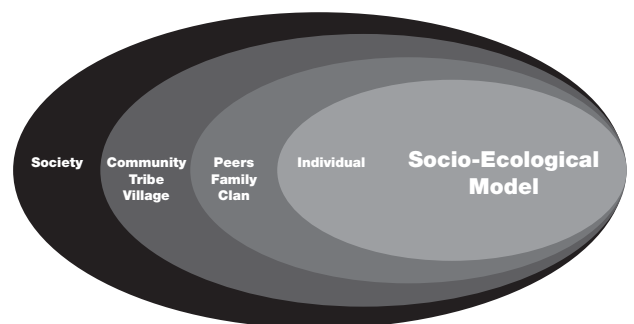 Society
Community
Tribe
Village
Peers
Family
Clan
Individual
Socio-Ecological
Model